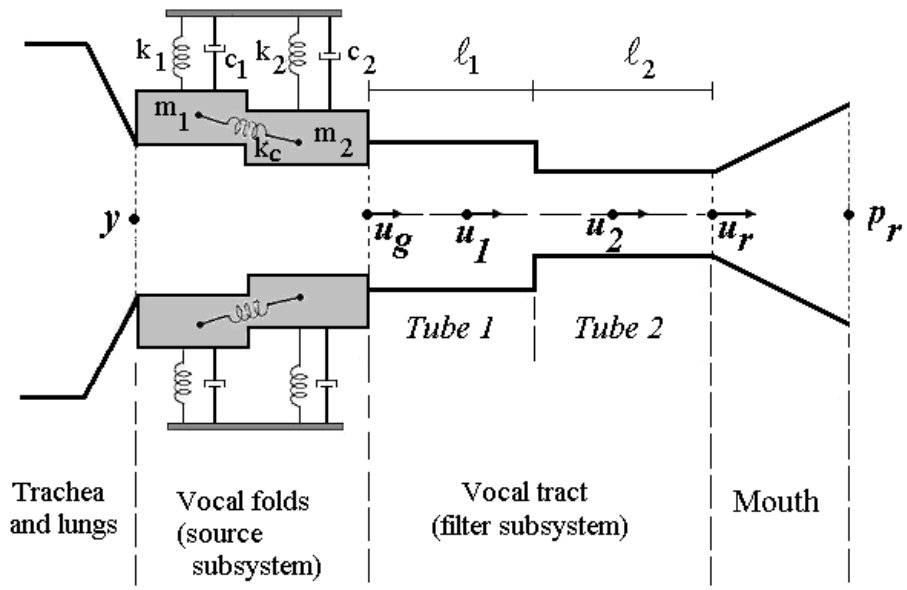 k1 c1 k2 c2
ℓ1 ℓ2
m1 kc m2
y ug u1 u2 ur pr
Tube 1 Tube 2
Trachea
and lungs
Vocal folds
(source
subsystem)
Vocal tract
(filter subsystem)
Mouth